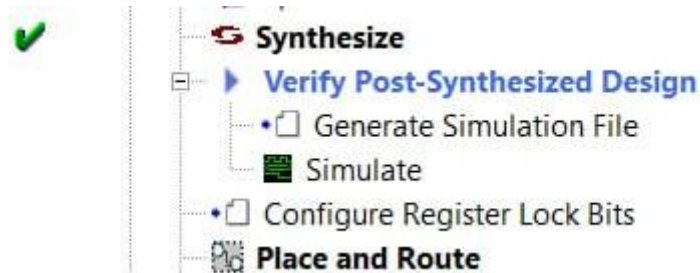 Synthesize
Verify Post-Synthesized Design
Generate Simulation File
Simulate
Configure Register Lock Bits
Place and Route